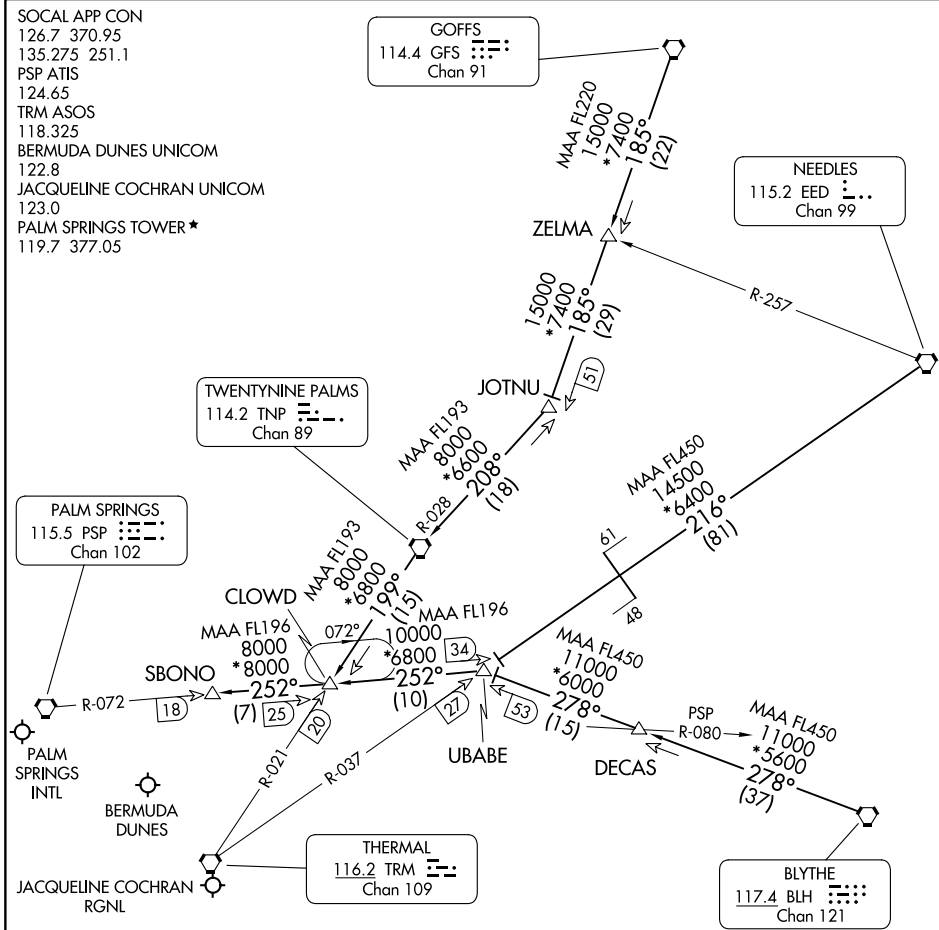 SOCAL APP CON
126.7 370.95
135.275 251.1
PSP ATIS
124.65
TRM ASOS
118.325
BERMUDA DUNES UNICOM
122.8
JACQUELINE COCHRAN UNICOM
123.0
PALM SPRINGS TOWER ★
119.7 377.05
GOFFS
114.4 GFS
Chan 91
MAA FL220
15000
*7400
185°
(22)
NEEDLES
115.2 EED
Chan 99
ZELMA
R-257
15000
*7400
185°
(29)
JOTNU
51
TWENTYNINE PALMS
114.2 TNP
Chan 89
MAA FL193
8000
*6600
208°
(18)
R-028
MAA FL450
14500
*6400
216°
(81)
61
48
PALM SPRINGS
115.5 PSP
Chan 102
MAA FL193
8000
*6800
199°
(15)
CLOWD
072°
MAA FL196
10000
*6800
252°
(10)
34
MAA FL196
8000
*8000
252°
(7)
25
SBONO
R-072
18
20
R-021
27
R-037
53
UBABE
MAA FL450
11000
*6000
278°
(15)
DECAS
PSP
R-080
MAA FL450
11000
*5600
278°
(37)
PALM
SPRINGS
INTL
BERMUDA
DUNES
JACQUELINE COCHRAN
RGNL
THERMAL
116.2 TRM
Chan 109
BLYTHE
117.4 BLH
Chan 121